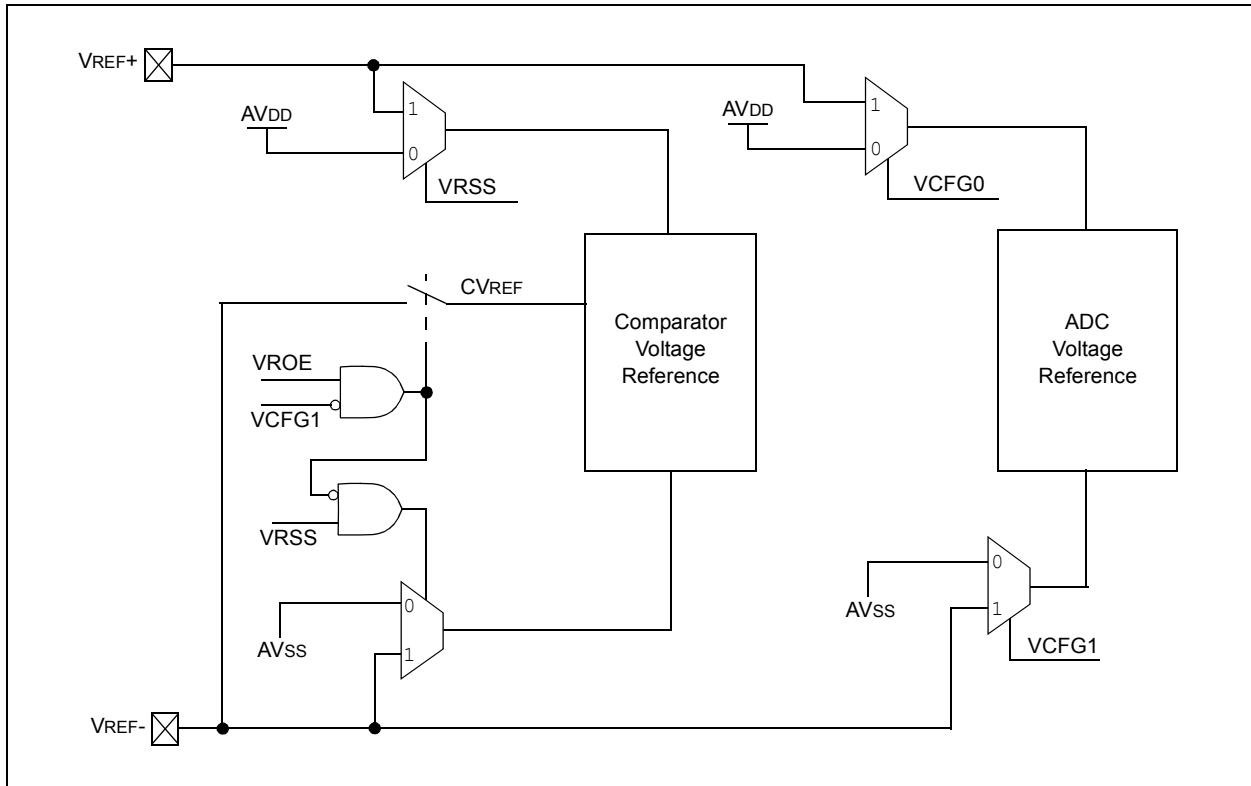 VREF+
AVDD
1
0
VRSS
AVDD
1
0
VCFG0
CVREF
Comparator
Voltage
Reference
ADC
Voltage
Reference
VROE
VCFG1
VRSS
AVSS
0
1
AVSS
0
1
VCFG1
VREF-